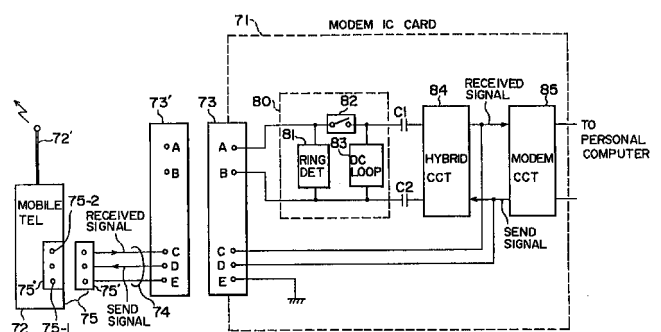 71
MODEM IC CARD
72'
73'
73
80
82
C1
84
RECEIVED SIGNAL
85
A
B
A
B
81
RING DET
83
DC LOOP
HYBRID CCT
MODEM CCT
TO PERSONAL COMPUTER
MOBILE TEL
75-2
RECEIVED SIGNAL
C2
SEND SIGNAL
C
D
E
C
D
E
75"
75'
74
SEND SIGNAL
72
75
75-1